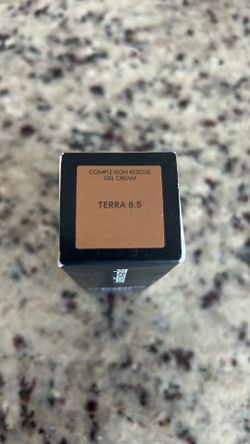 COMPLEXION RESCUE
GEL CREAM
TERRA 8.5